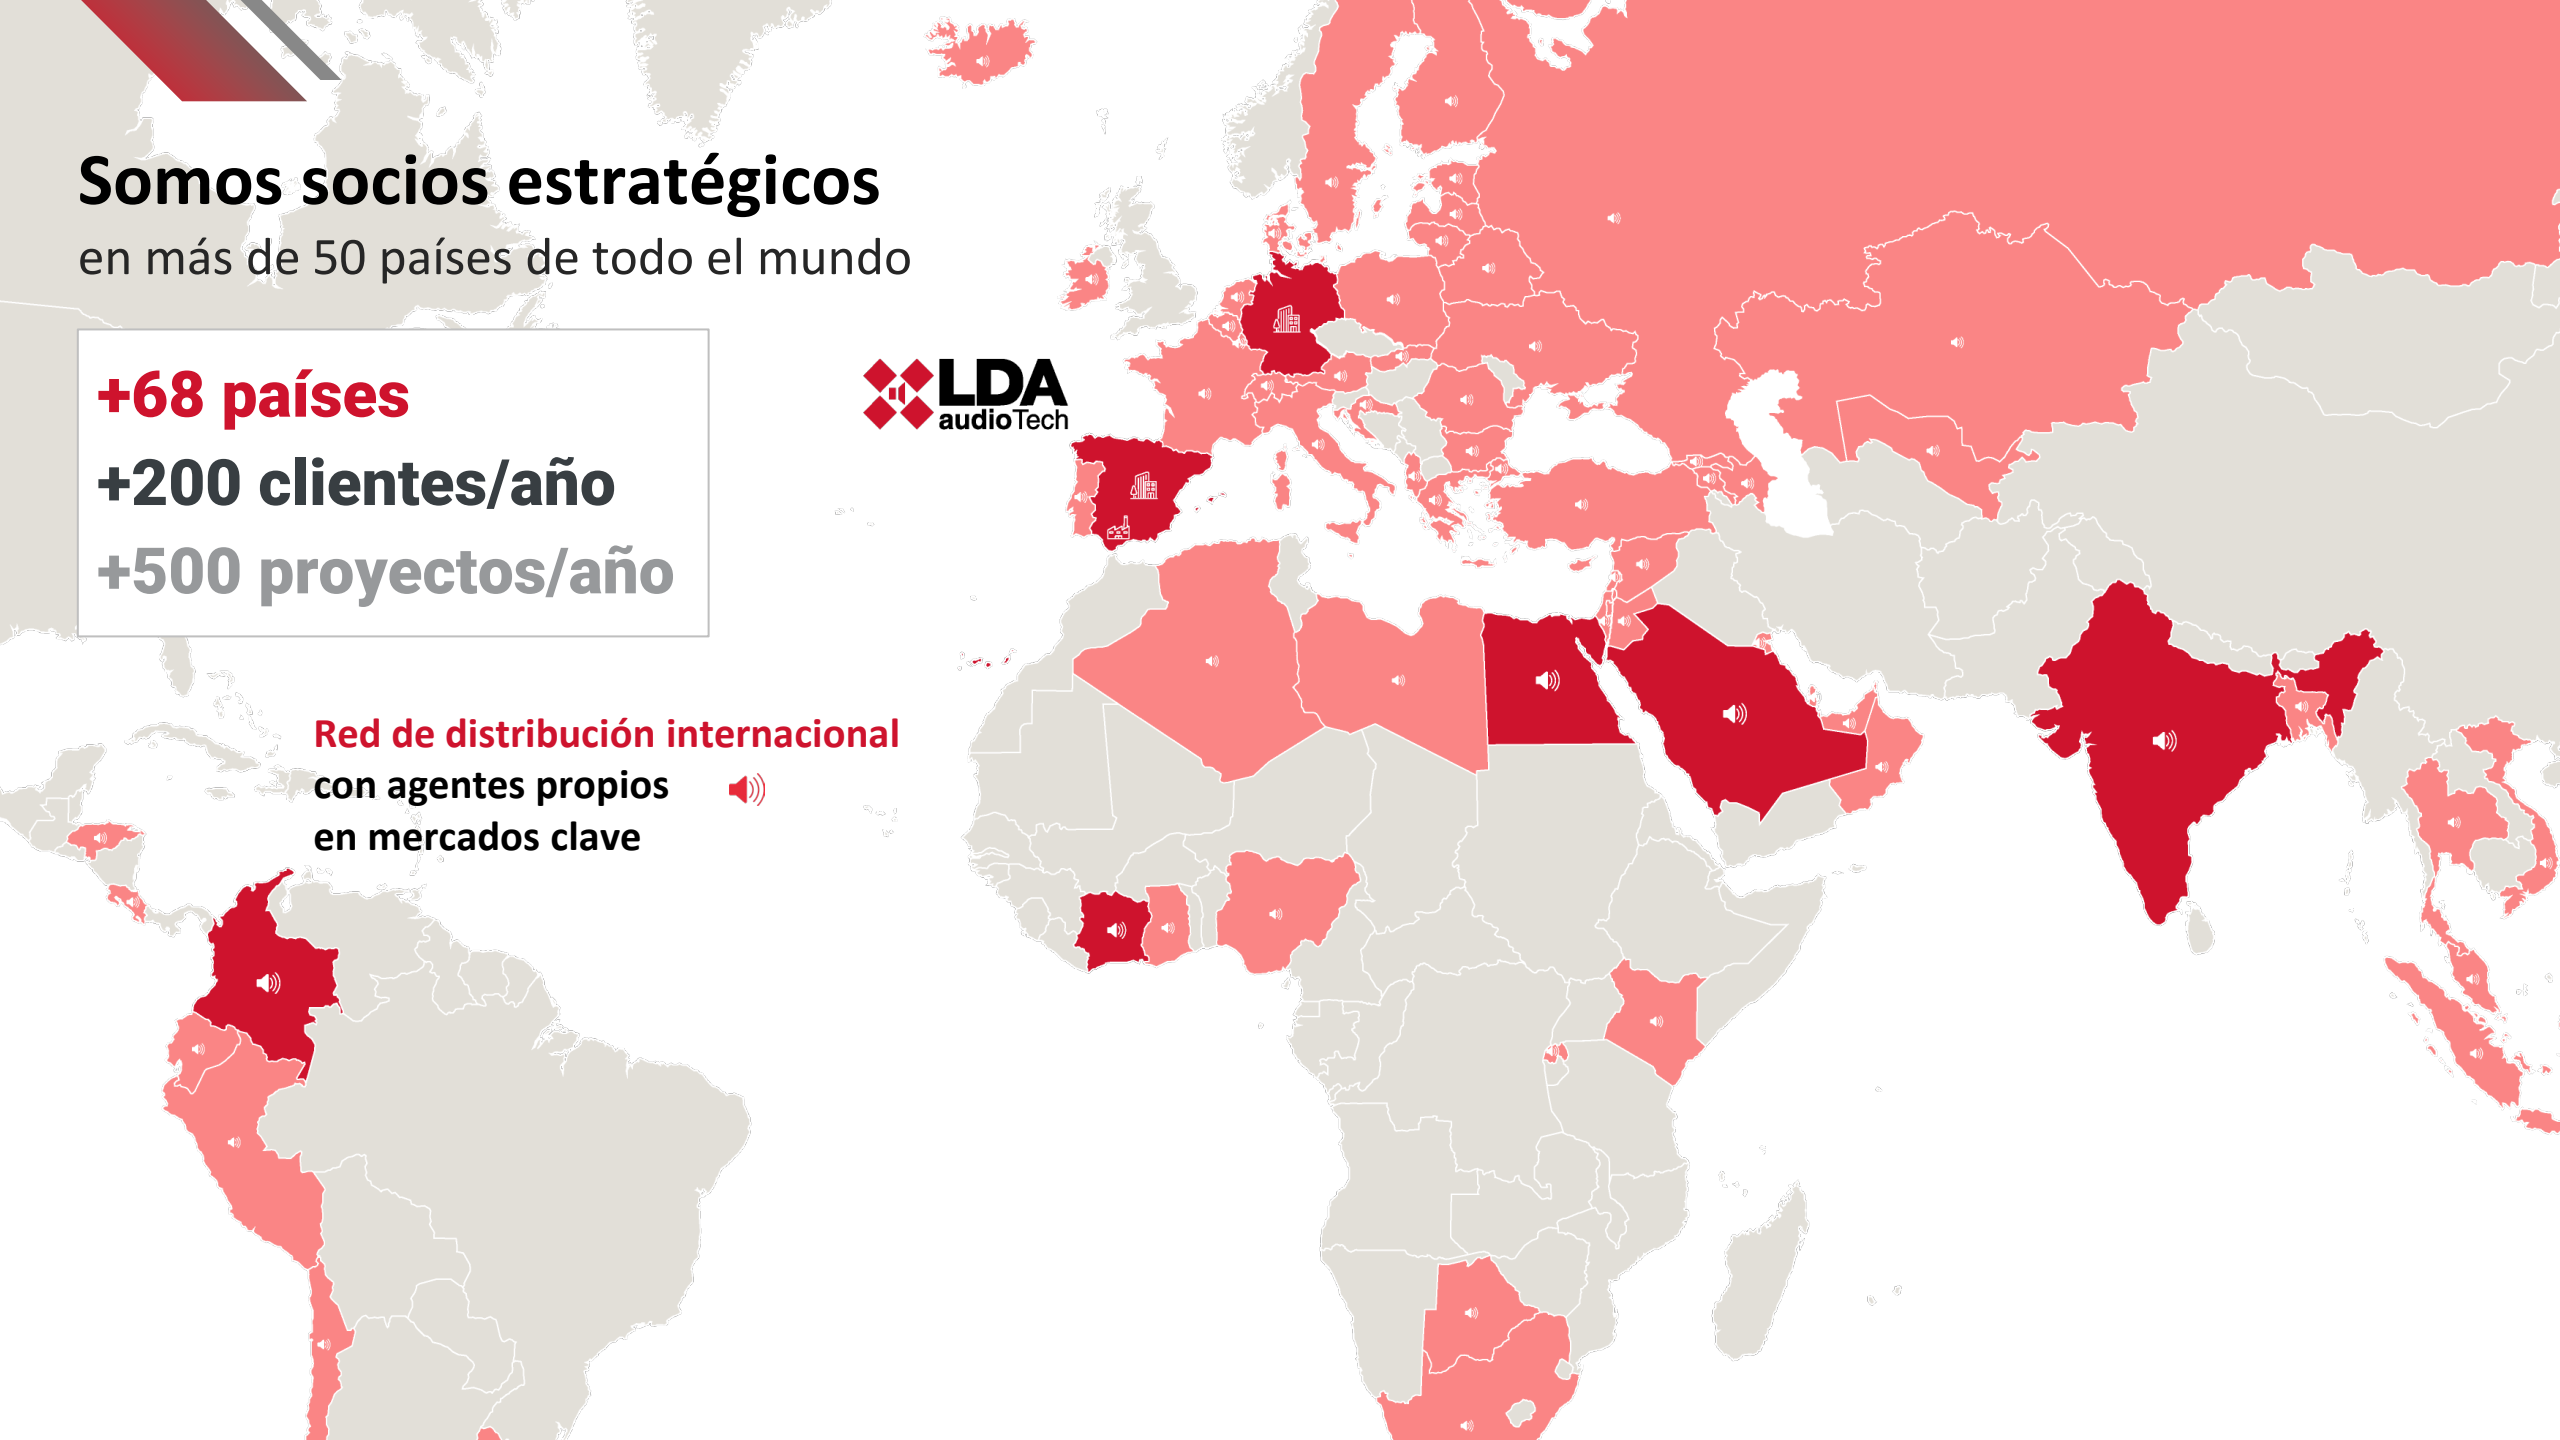 Somos socios estratégicos
en más de 50 países de todo el mundo
+68 países
+200 clientes/año
+500 proyectos/año
LDA
audioTech
Red de distribución internacional
con agentes propios
en mercados clave